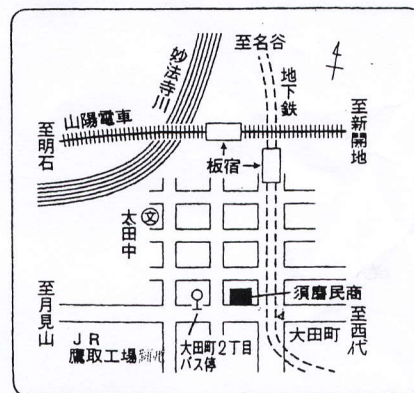 至名谷
地下鉄
妙法寺川
山陽電車
至明石
至新開地
板宿
文
太田中
須磨民商
至月見山
至西代
大田町
大田町2丁目
バス停
JR
鷹取工場